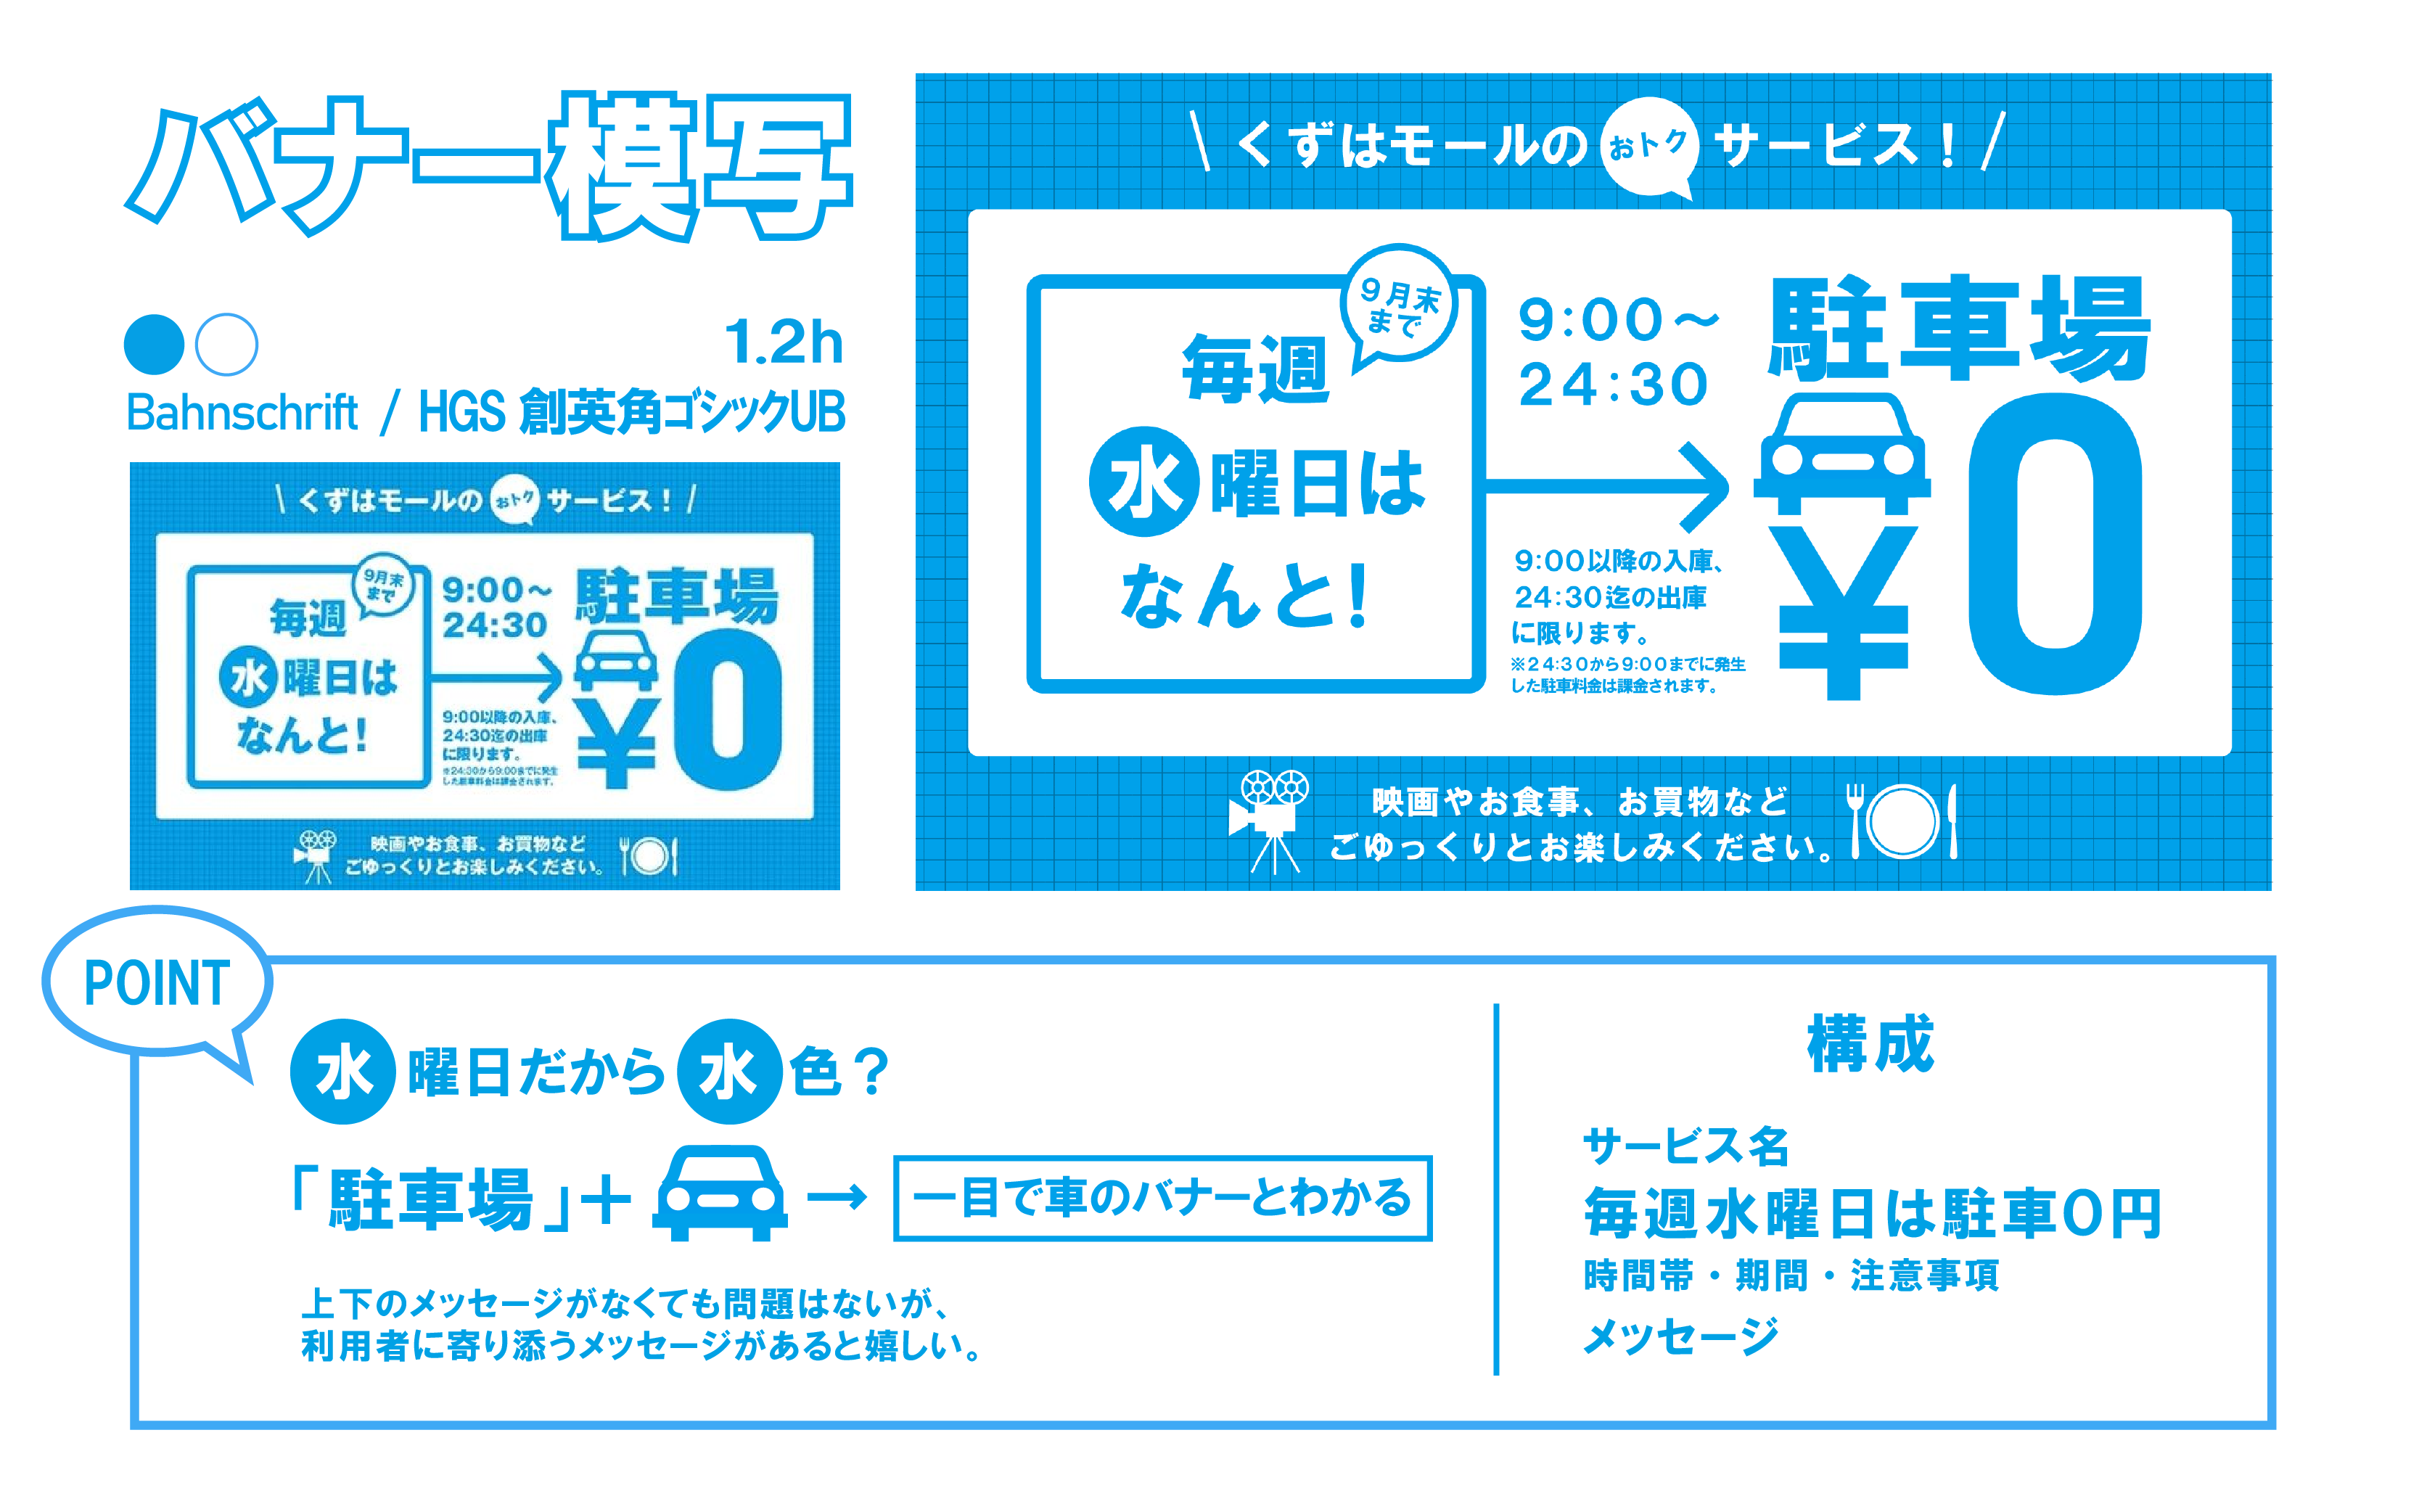 バナー模写
1.2h
Bahnschrift / HGS 創英角ゴシックUB
\ くずはモールの おトク サービス！ /
9月末
まで
毎週
水曜日は
なんと！
9:00～
24:30
駐車場
¥0
9:00以降の入庫、
24:30迄の出庫
に限ります。
※24:30から9:00までに発生
した駐車料金は課金されます。
映画やお食事、お買物など
ごゆっくりとお楽しみください。
\ くずはモールの おトク サービス！ /
9月末
まで
毎週
水曜日は
なんと！
9:00～
24:30
駐車場
¥0
9:00以降の入庫、
24:30迄の出庫
に限ります。
※24:30から9:00までに発生
した駐車料金は課金されます。
映画やお食事、お買物など
ごゆっくりとお楽しみください。
POINT
水曜日だから水色？
「駐車場」＋ → 一目で車のバナーとわかる
上下のメッセージがなくても問題はないが、
利用者に寄り添うメッセージがあると嬉しい。
構成
サービス名
毎週水曜日は駐車0円
時間帯・期間・注意事項
メッセージ